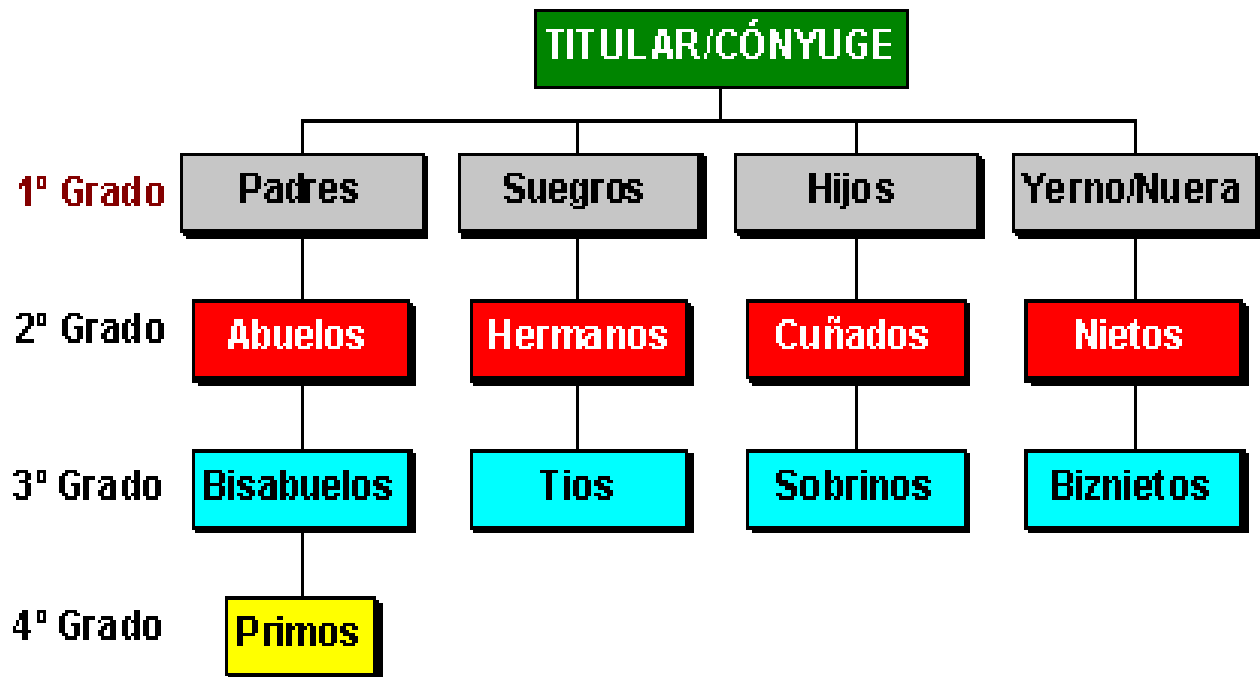 TITULAR/CÓNYUGE
1º Grado Padres Suegros Hijos Yerno/Nuera
2º Grado Abuelos Hermanos Cuñados Nietos
3º Grado Bisabuelos Tios Sobrinos Biznietos
4º Grado Primos